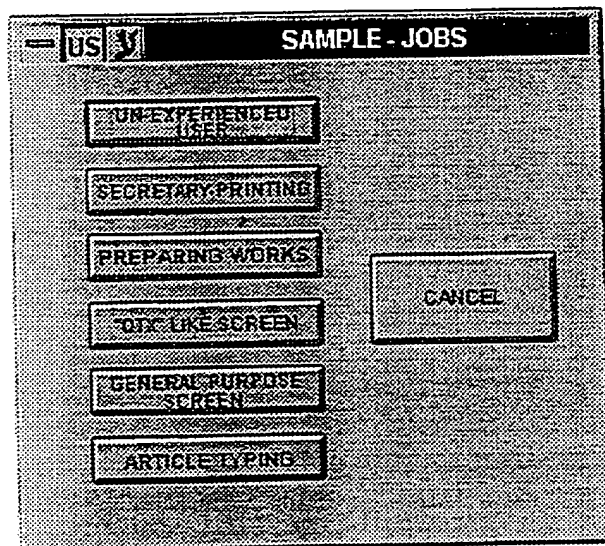 US
SAMPLE - JOBS
UN-EXPERIENCED
USER
SECRETARY PRINTING
PREPARING WORKS
LIKE SCREEN
GENERAL PURPOSE
SCREEN
ARTICLE TYPING
CANCEL